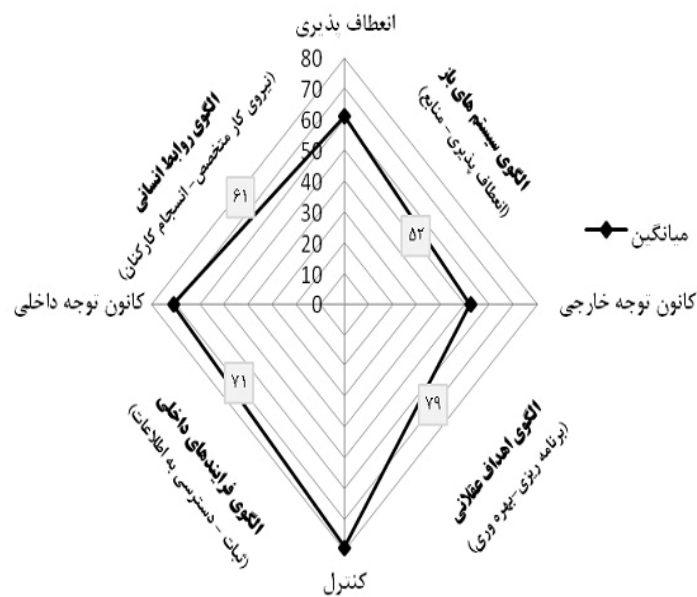 انعطاف پذیری
80
70
60
50
40
30
20
10
0
الگوی روابط انسانی
(نیروی کار متخصص- انسجام کارکنان)
الگوی سیستم های باز
(انعطاف پذیری- منابع)
۶۱
۵۲
میانگین
کانون توجه داخلی
کانون توجه خارجی
۷۱
۷۹
الگوی فرایندهای داخلی
(ثبات - دسترسی به اطلاعات)
الگوی اهداف عقلانی
(برنامه ریزی-بهره وری)
کنترل